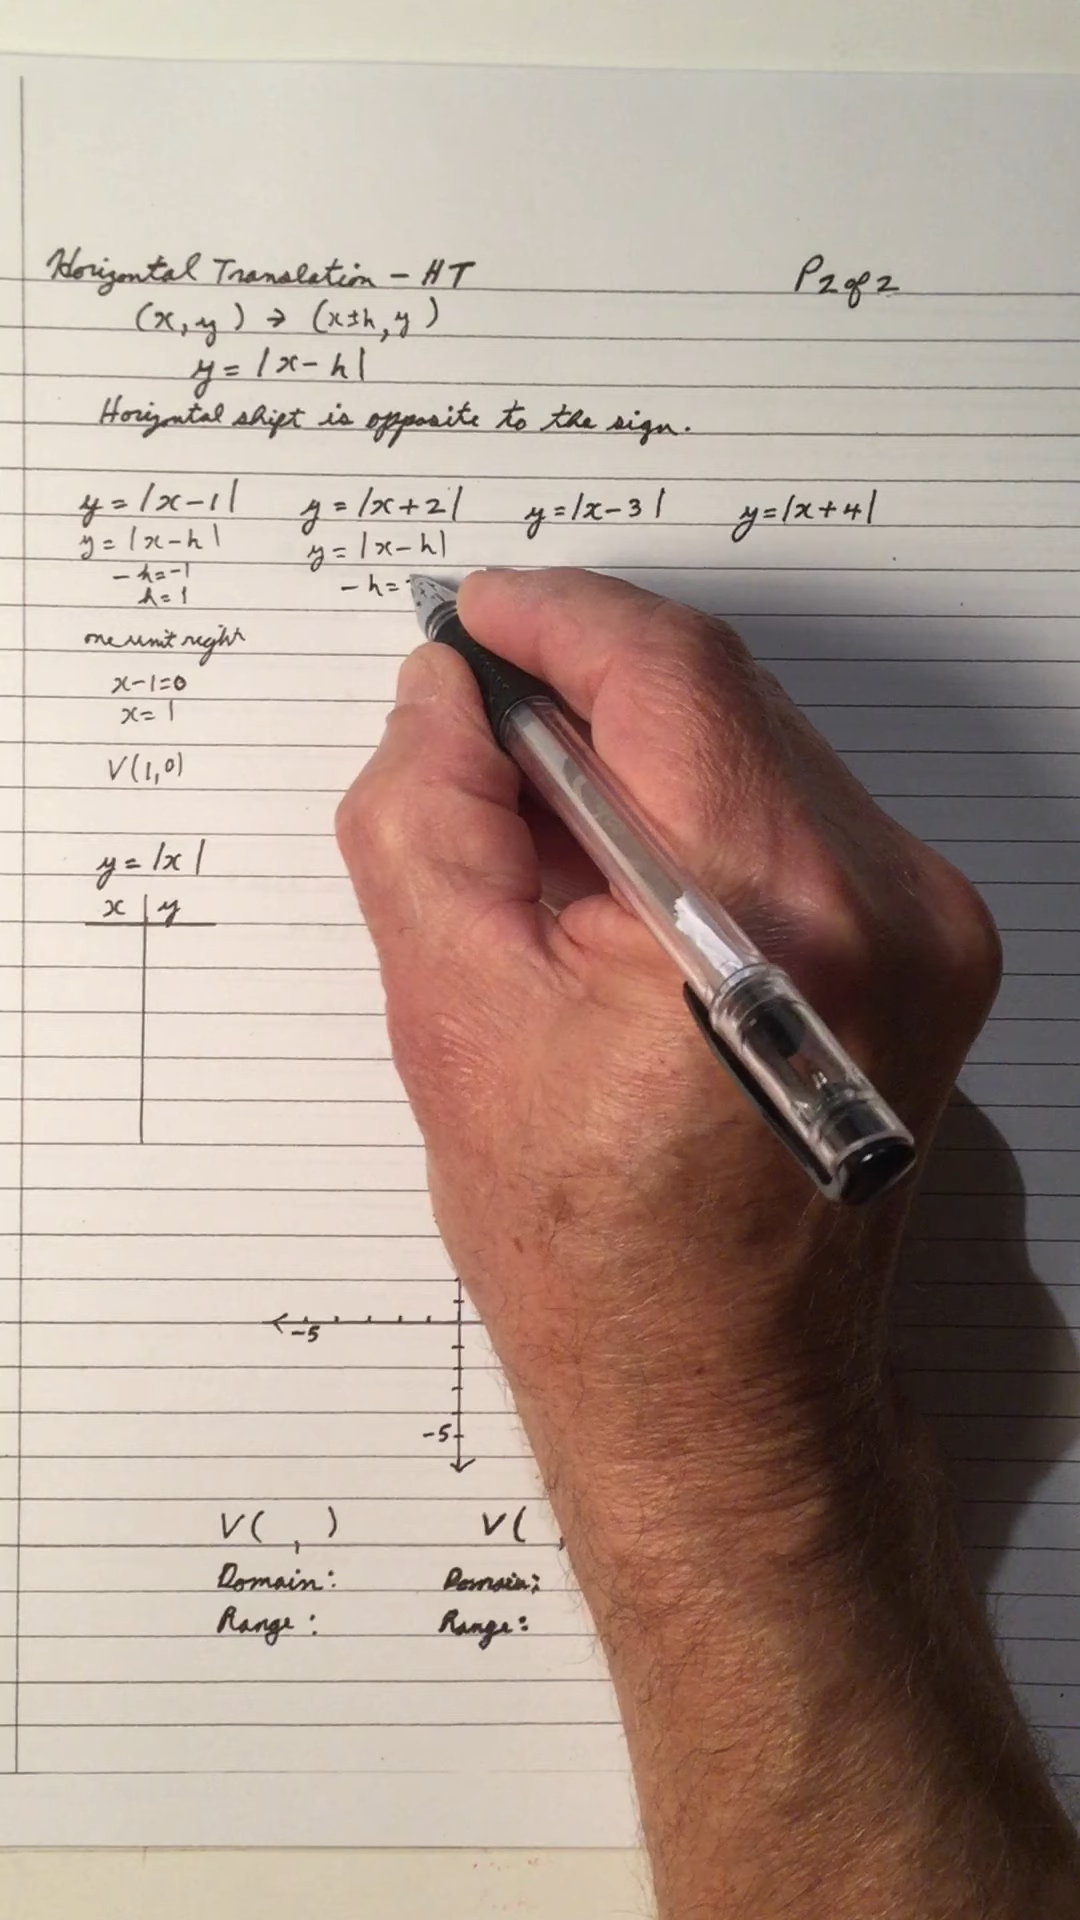 Horizontal Translation - HT
P2 of 2
(x, y) → (x±h, y)
y = |x - h|
Horizontal shift is opposite to the sign.
y = |x - 1| y = |x + 2| y = |x - 3| y = |x + 4|
y = |x - h| y = |x - h|
- h = -1 - h =
h = 1
one unit right
x - 1 = 0
x = 1
V(1, 0)
y = |x|
x | y
-5
-5
V( , ) V( ,
Domain: Domain:
Range: Range: